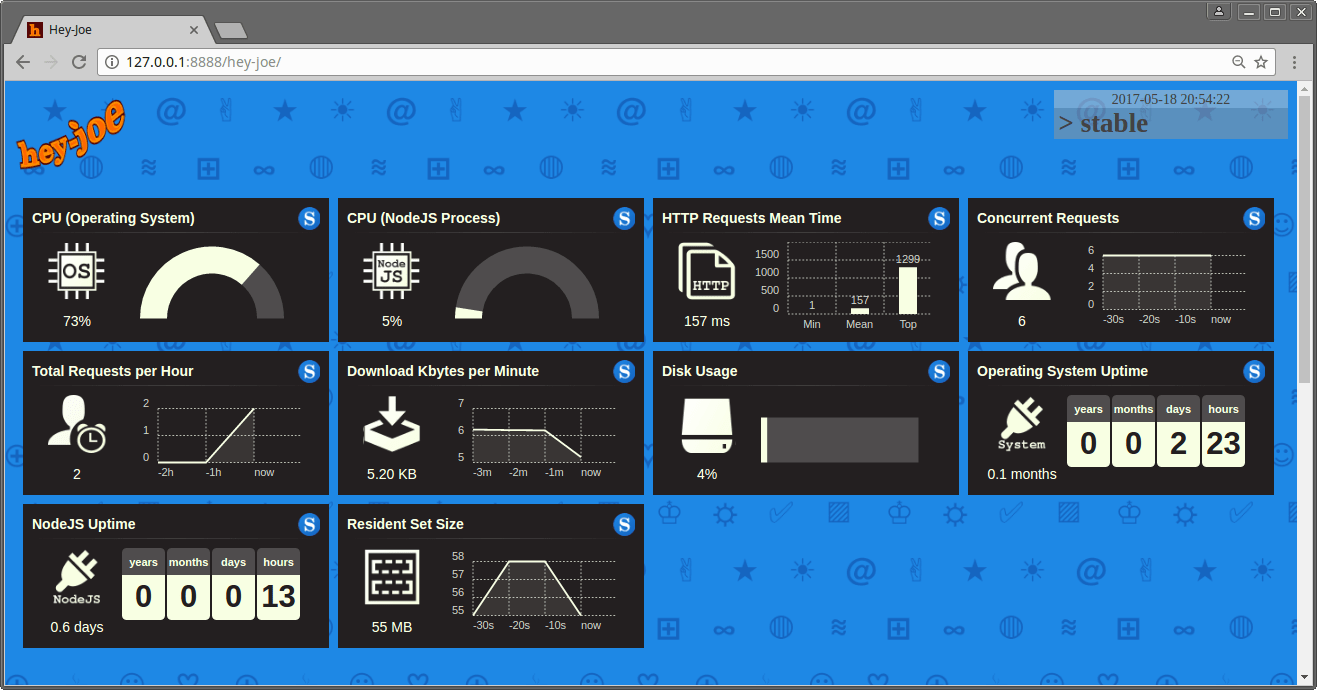 Hey-Joe
127.0.0.1:8888/hey-joe/
hey-joe
2017-05-18 20:54:22
> stable
CPU (Operating System) S
OS
73%
CPU (NodeJS Process) S
Node
JS
5%
HTTP Requests Mean Time S
HTTP
157 ms
1500
1000
500
0
1 157 1299
Min Mean Top
Concurrent Requests S
6
6
4
2
0
-30s -20s -10s now
Total Requests per Hour S
2
2
1
0
-2h -1h now
Download Kbytes per Minute S
5.20 KB
7
6
5
-3m -2m -1m now
Disk Usage S
4%
Operating System Uptime S
System
0.1 months
years months days hours
0 0 2 23
NodeJS Uptime S
NodeJS
0.6 days
years months days hours
0 0 0 13
Resident Set Size S
55 MB
58
57
56
55
-30s -20s -10s now